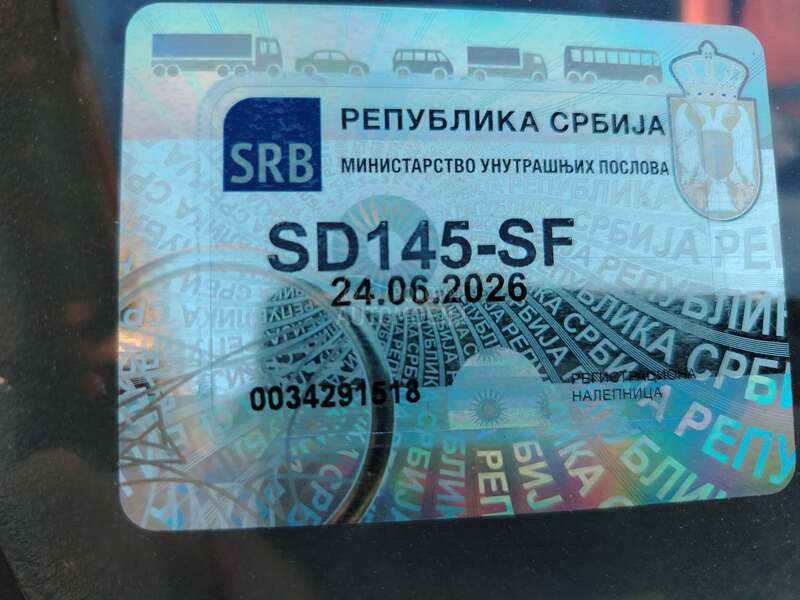 SRB
РЕПУБЛИКА СРБИЈА
МИНИСТАРСТВО УНУТРАШЊИХ ПОСЛОВА
SD145-SF
24.06.2026
0034291518
РЕГИСТРАЦИОНА
НАЛЕПНИЦА